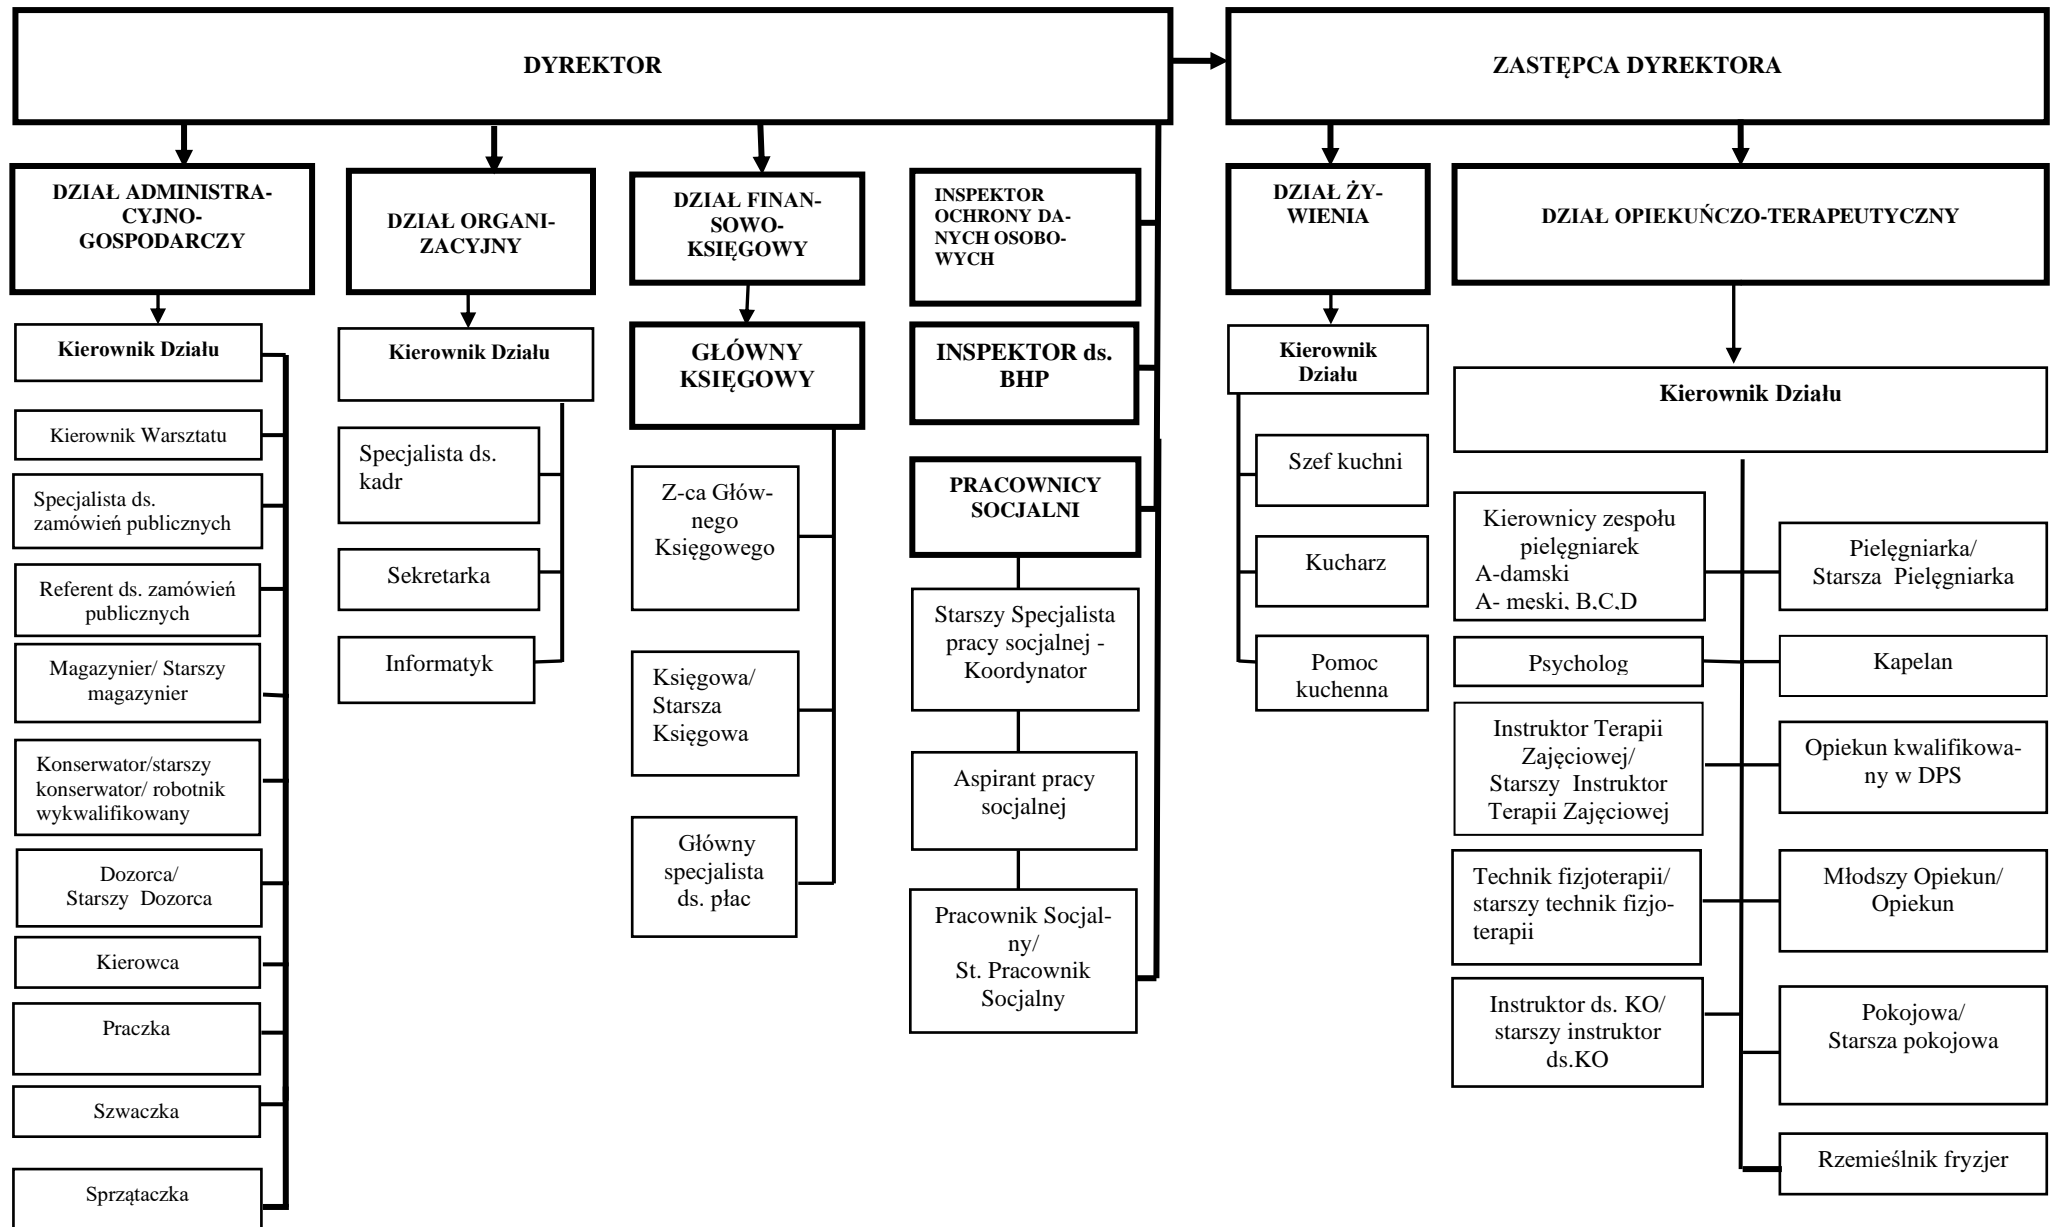 DYREKTOR
ZASTĘPCA DYREKTORA
DZIAŁ ADMINISTRA-
CYJNO-
GOSPODARCZY
Kierownik Działu
Kierownik Warsztatu
Specjalista ds.
zamówień publicznych
Referent ds. zamówień
publicznych
Magazynier/ Starszy
magazynier
Konserwator/starszy
konserwator/ robotnik
wykwalifikowany
Dozorca/
Starszy Dozorca
Kierowca
Praczka
Szwaczka
Sprzątaczka
DZIAŁ ORGANI-
ZACYJNY
Kierownik Działu
Specjalista ds.
kadr
Sekretarka
Informatyk
DZIAŁ FINAN-
SOWO-
KSIĘGOWY
GŁÓWNY
KSIĘGOWY
Z-ca Głów-
nego
Księgowego
Księgowa/
Starsza
Księgowa
Główny
specjalista
ds. płac
INSPEKTOR
OCHRONY DA-
NYCH OSOBO-
WYCH
INSPEKTOR ds.
BHP
PRACOWNICY
SOCJALNI
Starszy Specjalista
pracy socjalnej -
Koordynator
Aspirant pracy
socjalnej
Pracownik Socjal-
ny/
St. Pracownik
Socjalny
DZIAŁ ŻY-
WIENIA
Kierownik
Działu
Szef kuchni
Kucharz
Pomoc
kuchenna
DZIAŁ OPIEKUŃCZO-TERAPEUTYCZNY
Kierownik Działu
Kierownicy zespołu
pielęgniarek
A-damski
A- męski, B,C,D
Psycholog
Instruktor Terapii
Zajęciowej/
Starszy Instruktor
Terapii Zajęciowej
Technik fizjoterapii/
starszy technik fizjo-
terapii
Instruktor ds. KO/
starszy instruktor
ds.KO
Pielęgniarka/
Starsza Pielęgniarka
Kapelan
Opiekun kwalifikowa-
ny w DPS
Młodszy Opiekun/
Opiekun
Pokojowa/
Starsza pokojowa
Rzemieślnik fryzjer